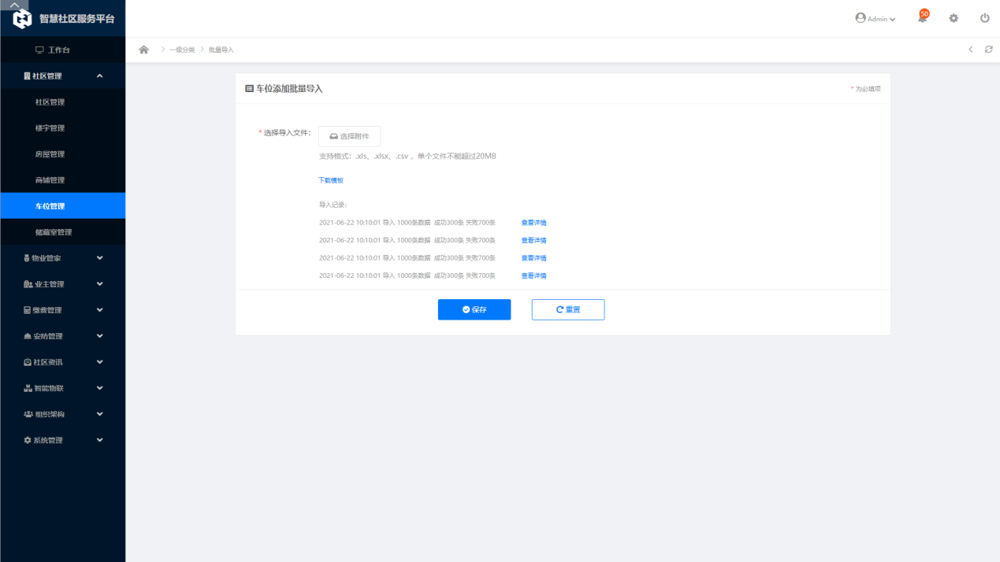 智慧社区服务平台
Admin
50
工作台
一级分类
批量导入
社区管理
社区管理
楼宇管理
房屋管理
商铺管理
车位管理
储藏室管理
物业管家
业主管理
缴费管理
安防管理
社区资讯
智能物联
组织架构
系统管理
车位添加批量导入
* 为必填项
* 选择导入文件：
选择附件
支持格式：.xls、.xlsx、.csv ，单个文件不能超过20MB
下载模板
导入记录：
2021-06-22 10:10:01 导入 1000条数据 成功300条 失败700条 查看详情
2021-06-22 10:10:01 导入 1000条数据 成功300条 失败700条 查看详情
2021-06-22 10:10:01 导入 1000条数据 成功300条 失败700条 查看详情
2021-06-22 10:10:01 导入 1000条数据 成功300条 失败700条 查看详情
保存
重置